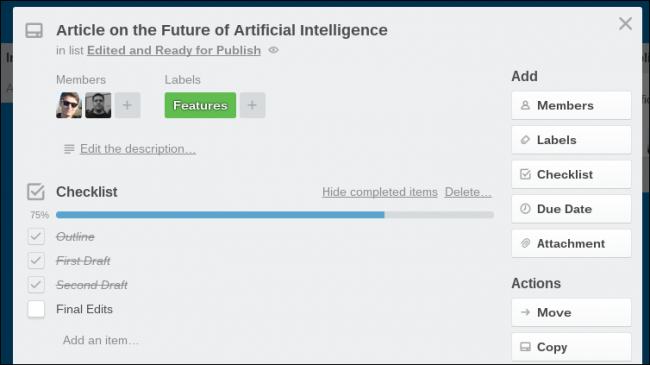 Article on the Future of Artificial Intelligence
in list Edited and Ready for Publish
Members
Labels
+
Features
+
Edit the description...
Checklist
Hide completed items
Delete...
75%
Outline
First Draft
Second Draft
Final Edits
Add an item...
Add
Members
Labels
Checklist
Due Date
Attachment
Actions
Move
Copy